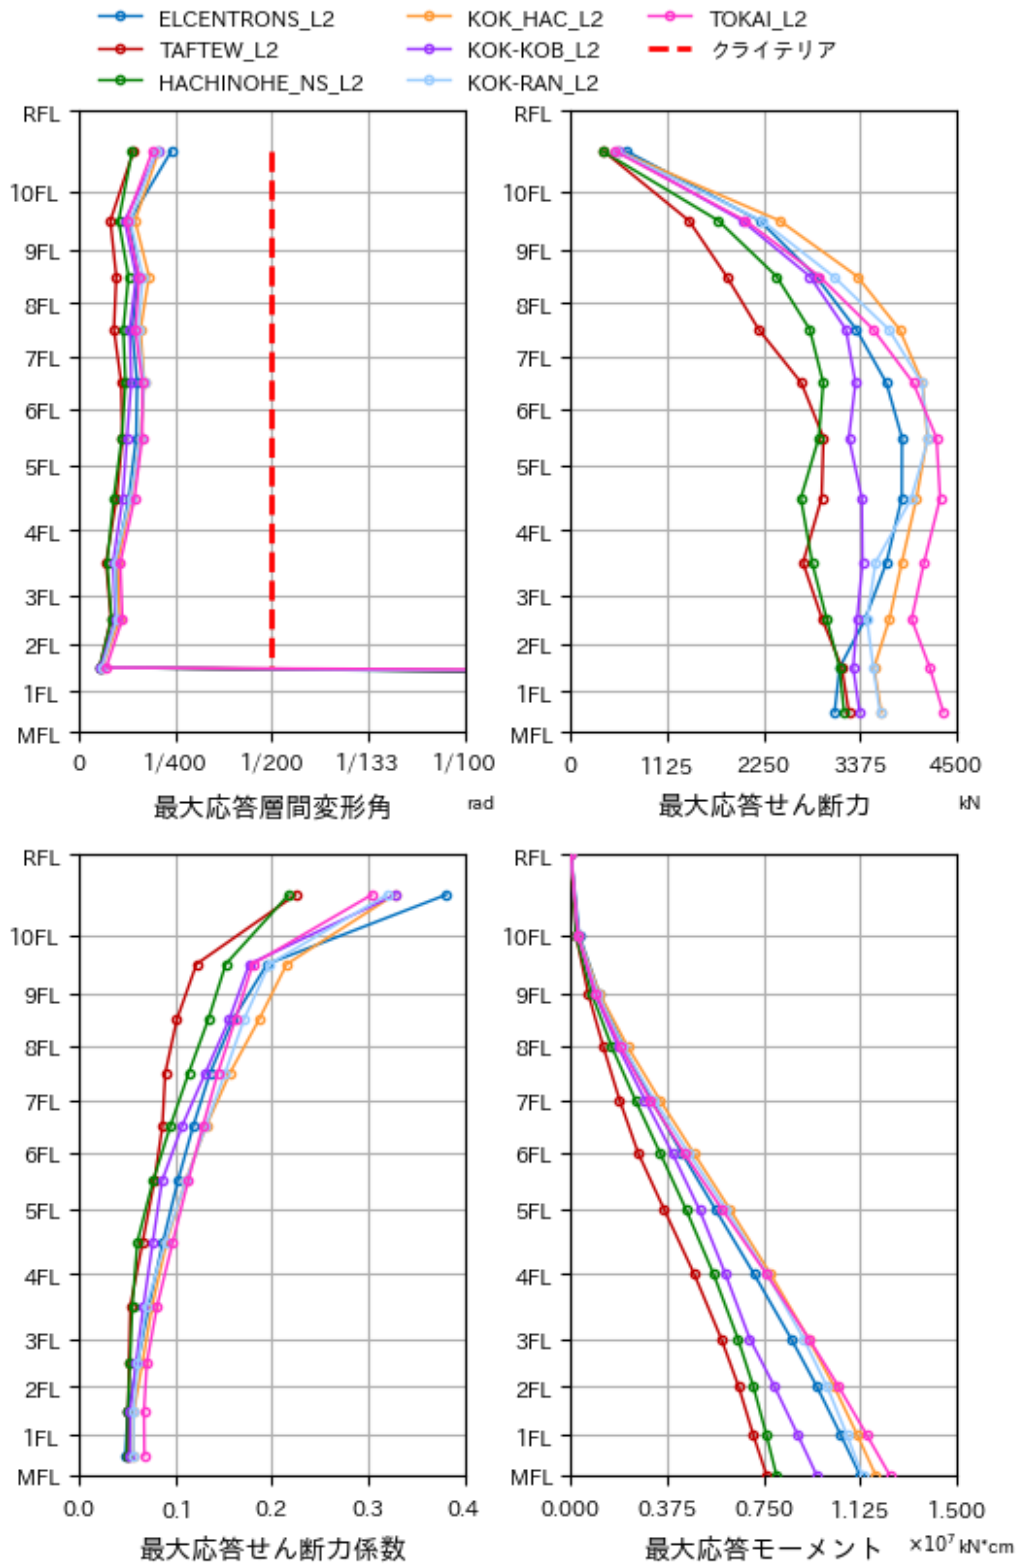 ELCENTRONS_L2 KOK_HAC_L2 TOKAI_L2
TAFTEW_L2 KOK-KOB_L2 クライテリア
HACHINOHE_NS_L2 KOK-RAN_L2
RFL
10FL
9FL
8FL
7FL
6FL
5FL
4FL
3FL
2FL
1FL
MFL
0 1/400 1/200 1/133 1/100
最大応答層間変形角 rad
RFL
10FL
9FL
8FL
7FL
6FL
5FL
4FL
3FL
2FL
1FL
MFL
0 1125 2250 3375 4500
最大応答せん断力 kN
RFL
10FL
9FL
8FL
7FL
6FL
5FL
4FL
3FL
2FL
1FL
MFL
0.0 0.1 0.2 0.3 0.4
最大応答せん断力係数
RFL
10FL
9FL
8FL
7FL
6FL
5FL
4FL
3FL
2FL
1FL
MFL
0.000 0.375 0.750 1.125 1.500
最大応答モーメント ×10⁷ kN*cm